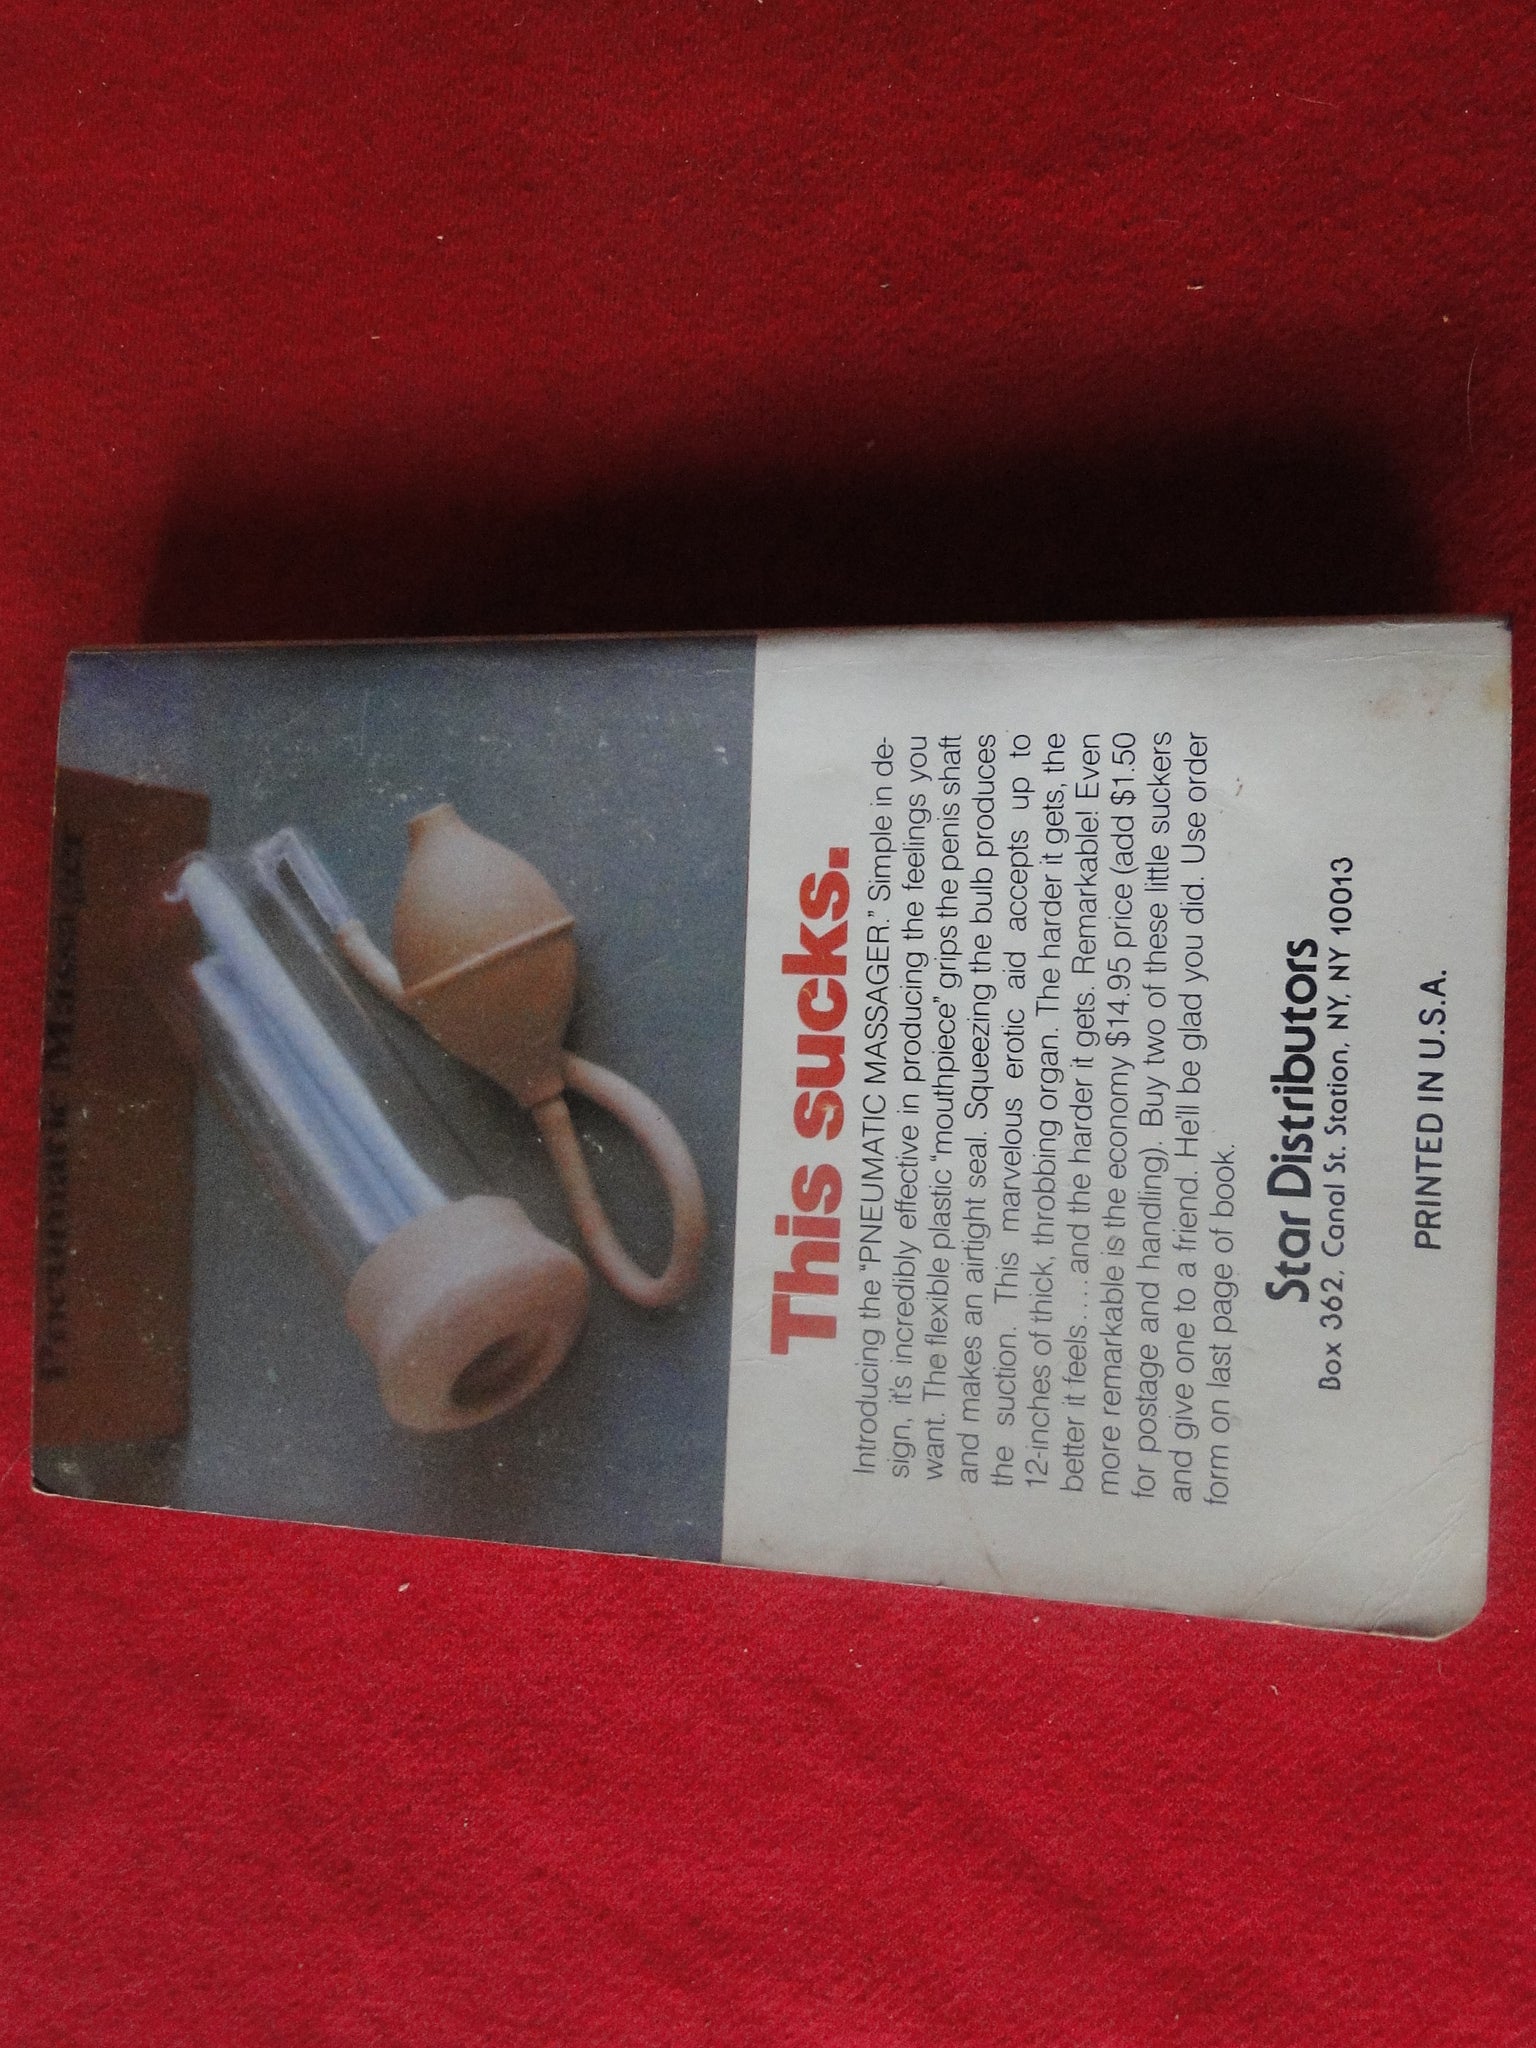 Pneumatic Massager
This sucks.
Introducing the "PNEUMATIC MASSAGER." Simple in de-
sign, it's incredibly effective in producing the feelings you
want. The flexible plastic "mouthpiece" grips the penis shaft
and makes an airtight seal. Squeezing the bulb produces
the suction. This marvelous erotic aid accepts up to
12-inches of thick, throbbing organ. The harder it gets, the
better it feels....and the harder it gets. Remarkable! Even
more remarkable is the economy $14.95 price (add $1.50
for postage and handling). Buy two of these little suckers
and give one to a friend. He'll be glad you did. Use order
form on last page of book.
Star Distributors
Box 362, Canal St. Station, NY, NY 10013
PRINTED IN U.S.A.